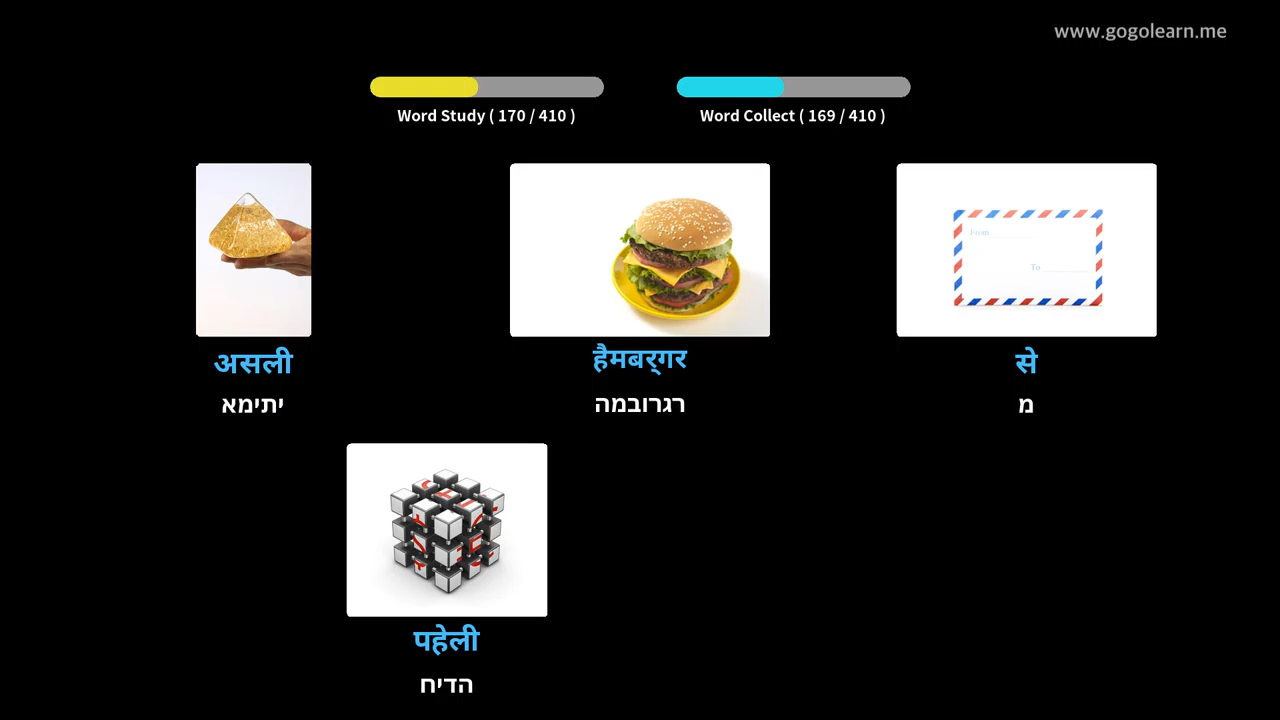 www.gogolearn.me
Word Study ( 170 / 410 )
Word Collect ( 169 / 410 )
असली
हैमबर्‌गर
से
יתימא
רגרובמה
מ
पहेली
הדיח